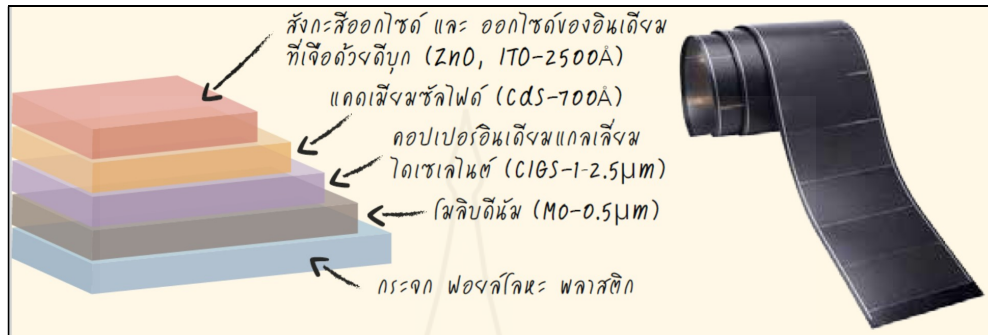 สังกะสีออกไซด์ และ ออกไซด์ของอินเดียม
ที่เจือด้วยดีบุก (ZnO, ITO-2500Å)
แคดเมียมซัลไฟด์ (CdS-700Å)
คอปเปอร์อินเดียมแกลเลี่ยม
ไดเซเลไนต์ (CIGS-1-2.5μm)
โมลิบดีนัม (MO-0.5μm)
กระจก ฟอยล์โลหะ พลาสติก